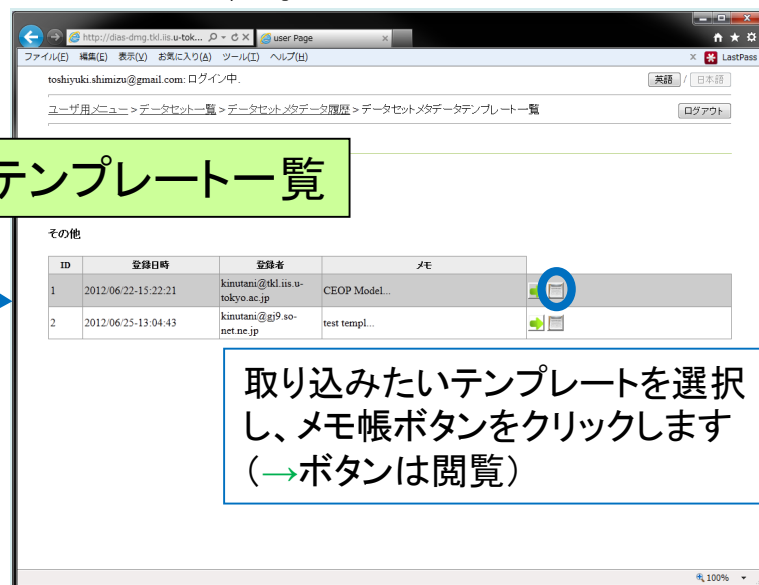 http://dias-dmg.tkl.iis.u-tok... user Page
ファイル(F) 編集(E) 表示(V) お気に入り(A) ツール(T) ヘルプ(H)
x LastPass
toshiyuki.shimizu@gmail.com: ログイン中.
英語 / 日本語
ユーザ用メニュー > データセット一覧 > データセットメタデータ履歴 > データセットメタデータテンプレート一覧
ログアウト
テンプレート一覧
その他
ID 登録日時 登録者 メモ
1 2012/06/22-15:22:21 kinutani@tkl.iis.u-
tokyo.ac.jp CEOP Model...
2 2012/06/25-13:04:43 kinutani@gj9.so-
net.ne.jp test templ...
取り込みたいテンプレートを選択
し、メモ帳ボタンをクリックします
(→ボタンは閲覧)
100%